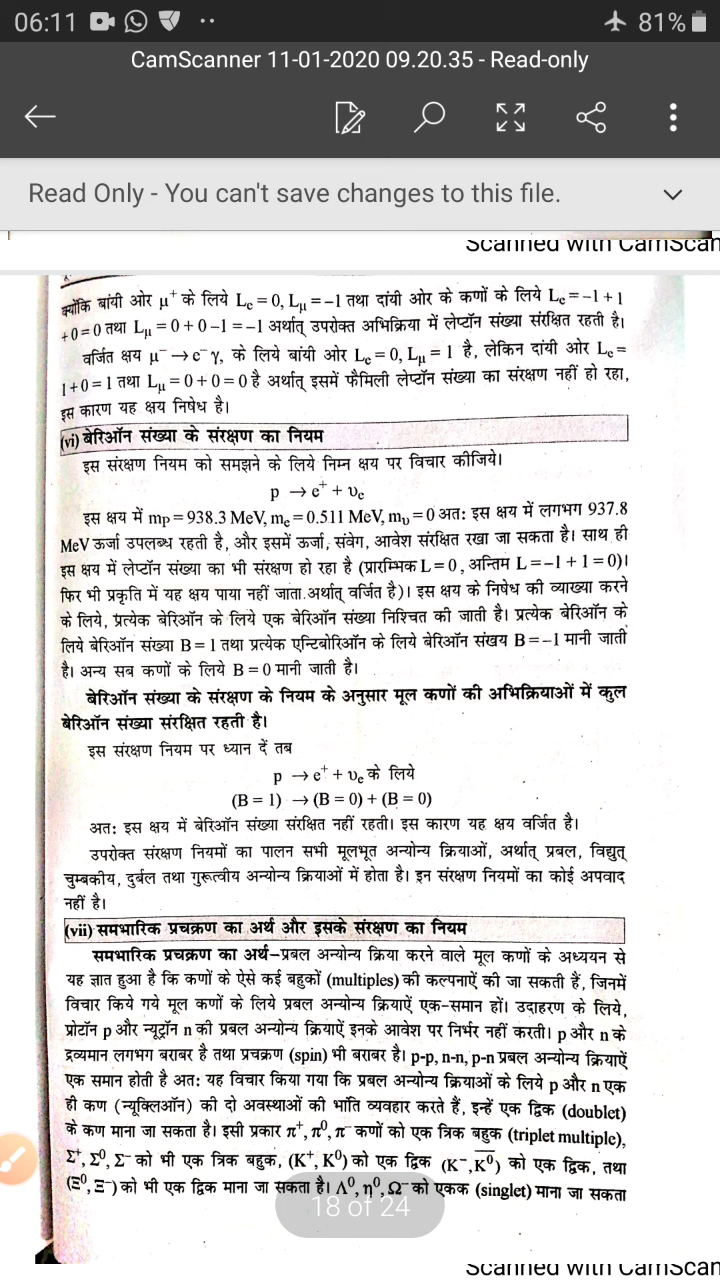 06:11 81%
CamScanner 11-01-2020 09.20.35 - Read-only
Read Only - You can't save changes to this file.
Scanned with CamScan
क्योंकि बांयी ओर μ⁺ के लिये Lₑ = 0, L_μ = −1 तथा दांयी ओर के कणों के लिये Lₑ = −1 + 1
+0 = 0 तथा L_μ = 0 + 0 −1 = −1 अर्थात् उपरोक्त अभिक्रिया में लेप्टॉन संख्या संरक्षित रहती है।
वर्जित क्षय μ⁻ → e⁻ γ, के लिये बांयी ओर Lₑ = 0, L_μ = 1 है, लेकिन दांयी ओर Lₑ =
1+0 = 1 तथा L_μ = 0 + 0 = 0 है अर्थात् इसमें फैमिली लेप्टॉन संख्या का संरक्षण नहीं हो रहा,
इस कारण यह क्षय निषेध है।
(vi) बेरिऑन संख्या के संरक्षण का नियम
इस संरक्षण नियम को समझने के लिये निम्न क्षय पर विचार कीजिये।
p → e⁺ + υₑ
इस क्षय में mp = 938.3 MeV, mₑ = 0.511 MeV, m_υ = 0 अत: इस क्षय में लगभग 937.8
MeV ऊर्जा उपलब्ध रहती है, और इसमें ऊर्जा, संवेग, आवेश संरक्षित रखा जा सकता है। साथ ही
इस क्षय में लेप्टॉन संख्या का भी संरक्षण हो रहा है (प्रारम्भिक L = 0, अन्तिम L = −1 + 1 = 0)।
फिर भी प्रकृति में यह क्षय पाया नहीं जाता अर्थात् वर्जित है)। इस क्षय के निषेध की व्याख्या करने
के लिये, प्रत्येक बेरिऑन के लिये एक बेरिऑन संख्या निश्चित की जाती है। प्रत्येक बेरिऑन के
लिये बेरिऑन संख्या B = 1 तथा प्रत्येक एन्टिबोरिऑन के लिये बेरिऑन संखय B = −1 मानी जाती
है। अन्य सब कणों के लिये B = 0 मानी जाती है।
बेरिऑन संख्या के संरक्षण के नियम के अनुसार मूल कणों की अभिक्रियाओं में कुल
बेरिऑन संख्या संरक्षित रहती है।
इस संरक्षण नियम पर ध्यान दें तब
p → e⁺ + υₑ के लिये
(B = 1) → (B = 0) + (B = 0)
अत: इस क्षय में बेरिऑन संख्या संरक्षित नहीं रहती। इस कारण यह क्षय वर्जित है।
उपरोक्त संरक्षण नियमों का पालन सभी मूलभूत अन्योन्य क्रियाओं, अर्थात् प्रबल, विद्युत्
चुम्बकीय, दुर्बल तथा गुरूत्वीय अन्योन्य क्रियाओं में होता है। इन संरक्षण नियमों का कोई अपवाद
नहीं है।
(vii) समभारिक प्रचक्रण का अर्थ और इसके संरक्षण का नियम
समभारिक प्रचक्रण का अर्थ–प्रबल अन्योन्य क्रिया करने वाले मूल कणों के अध्ययन से
यह ज्ञात हुआ है कि कणों के ऐसे कई बहुकों (multiples) की कल्पनाऐं की जा सकती हैं, जिनमें
विचार किये गये मूल कणों के लिये प्रबल अन्योन्य क्रियाऐं एक-समान हों। उदाहरण के लिये,
प्रोटॉन p और न्यूट्रॉन n की प्रबल अन्योन्य क्रियाऐं इनके आवेश पर निर्भर नहीं करती। p और n के
द्रव्यमान लगभग बराबर है तथा प्रचक्रण (spin) भी बराबर है। p-p, n-n, p-n प्रबल अन्योन्य क्रियाऐं
एक समान होती है अत: यह विचार किया गया कि प्रबल अन्योन्य क्रियाओं के लिये p और n एक
ही कण (न्यूक्लिऑन) की दो अवस्थाओं की भांति व्यवहार करते हैं, इन्हें एक द्विक (doublet)
के कण माना जा सकता है। इसी प्रकार π⁺, π⁰, π⁻ कणों को एक त्रिक बहुक (triplet multiple),
Σ⁺, Σ⁰, Σ⁻ को भी एक त्रिक बहुक, (K⁺, K⁰) को एक द्विक (K⁻, K̅⁰) को एक द्विक, तथा
(Ξ⁰, Ξ⁻) को भी एक द्विक माना जा सकता है। Λ⁰, η⁰, Ω⁻ को एकक (singlet) माना जा सकता
18 of 24
Scanned with CamScan